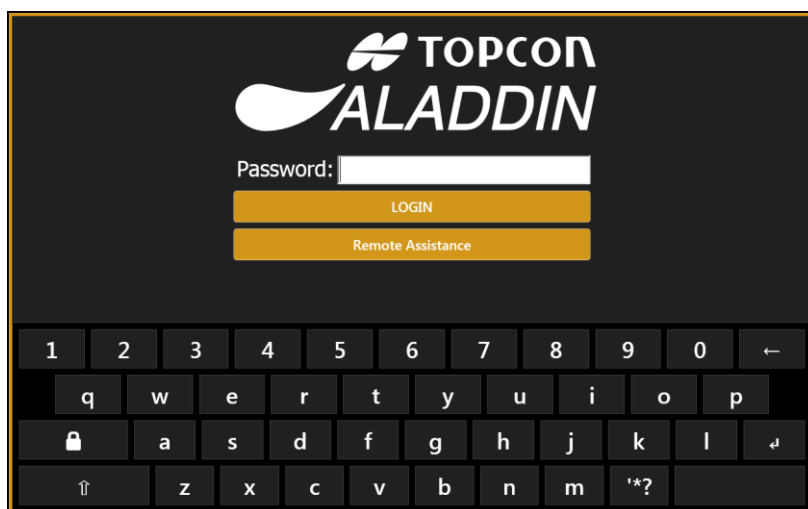 TOPCON
ALADDIN
Password:
LOGIN
Remote Assistance
1 2 3 4 5 6 7 8 9 0 ←
q w e r t y u i o p
a s d f g h j k l ↲
⇧ z x c v b n m '*?